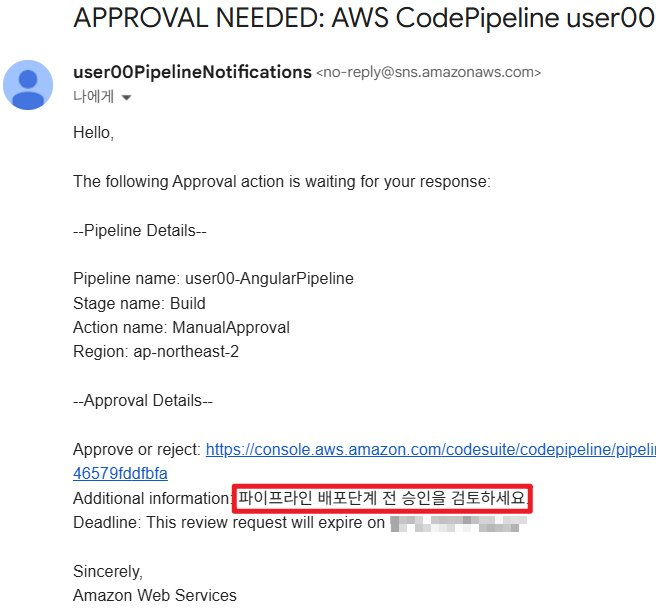 APPROVAL NEEDED: AWS CodePipeline user00
user00PipelineNotifications <no-reply@sns.amazonaws.com>
나에게
Hello,
The following Approval action is waiting for your response:
--Pipeline Details--
Pipeline name: user00-AngularPipeline
Stage name: Build
Action name: ManualApproval
Region: ap-northeast-2
--Approval Details--
Approve or reject: https://console.aws.amazon.com/codesuite/codepipeline/pipelin
46579fddfbfa
Additional information: 파이프라인 배포단계 전 승인을 검토하세요.
Deadline: This review request will expire on
Sincerely,
Amazon Web Services